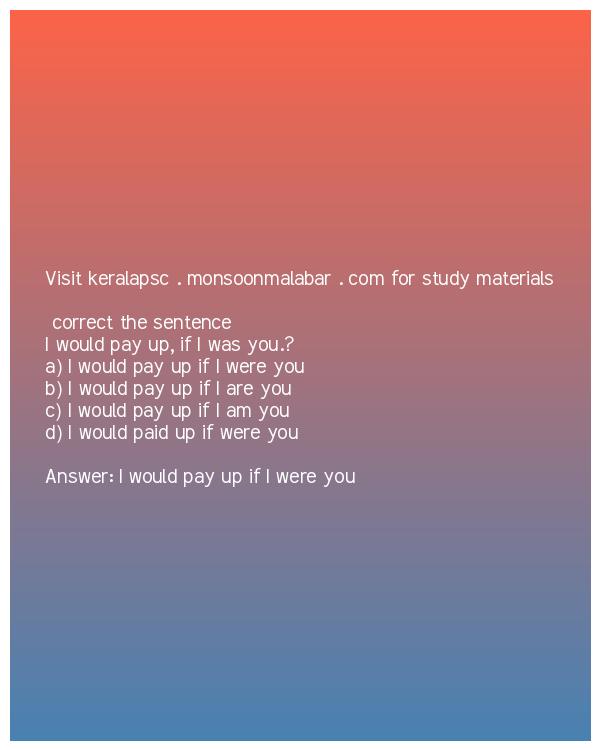 Visit keralapsc . monsoonmalabar . com for study materials
correct the sentence
I would pay up, if I was you.?
a) I would pay up if I were you
b) I would pay up if I are you
c) I would pay up if I am you
d) I would paid up if were you
Answer: I would pay up if I were you